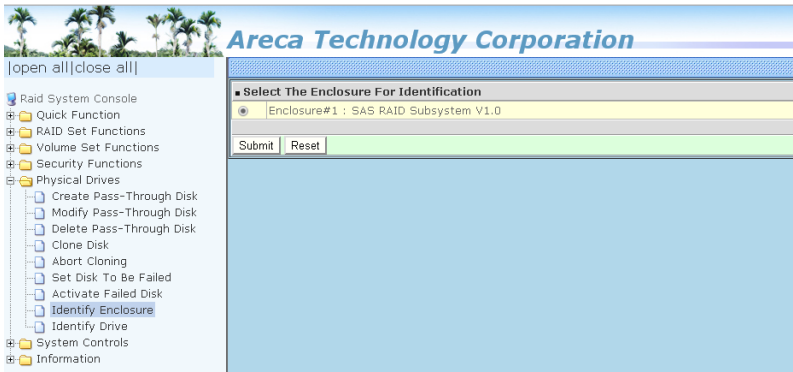 Areca Technology Corporation
|open all|close all|
Raid System Console
Quick Function
RAID Set Functions
Volume Set Functions
Security Functions
Physical Drives
Create Pass-Through Disk
Modify Pass-Through Disk
Delete Pass-Through Disk
Clone Disk
Abort Cloning
Set Disk To Be Failed
Activate Failed Disk
Identify Enclosure
Identify Drive
System Controls
Information
Select The Enclosure For Identification
Enclosure#1 : SAS RAID Subsystem V1.0
Submit Reset